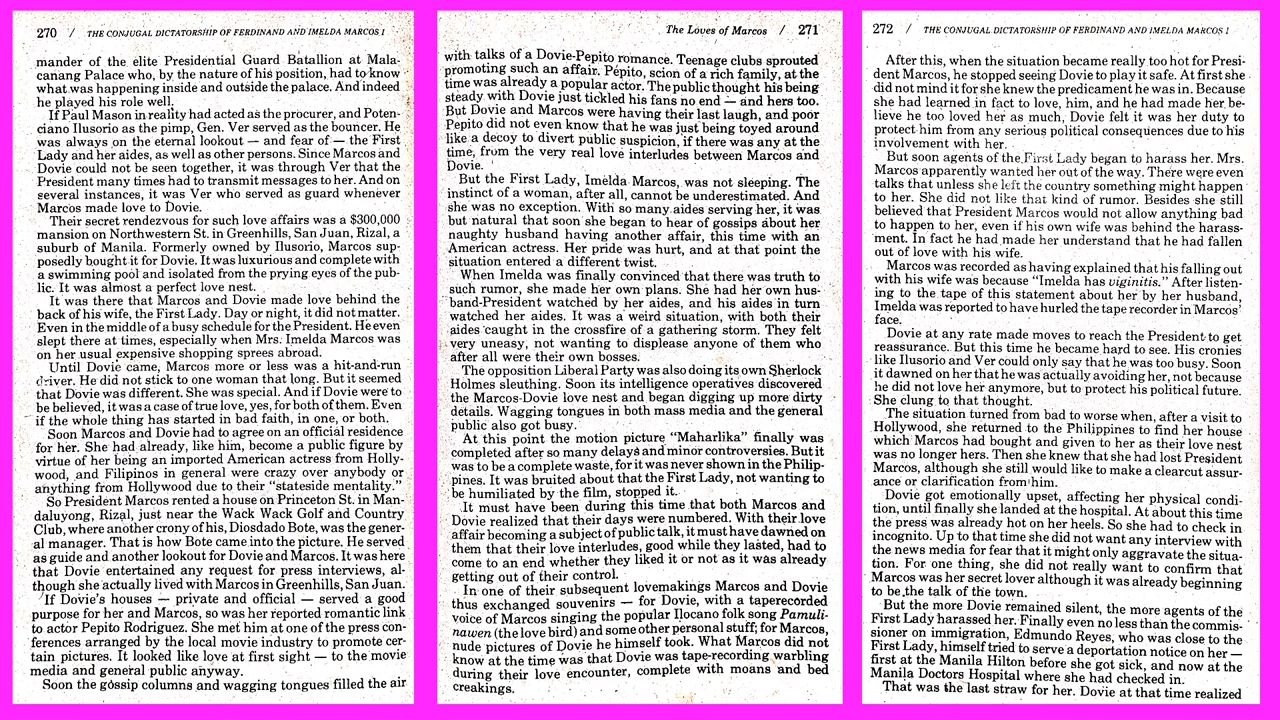 270 / THE CONJUGAL DICTATORSHIP OF FERDINAND AND IMELDA MARCOS I
mander of the elite Presidential Guard Batallion at Mala-
canang Palace who, by the nature of his position, had to know
what was happening inside and outside the palace. And indeed
he played his role well.
If Paul Mason in reality had acted as the procurer, and Poten-
ciano Ilusorio as the pimp, Gen. Ver served as the bouncer. He
was always on the eternal lookout — and fear of — the First
Lady and her aides, as well as other persons. Since Marcos and
Dovie could not be seen together, it was through Ver that the
President many times had to transmit messages to her. And on
several instances, it was Ver who served as guard whenever
Marcos made love to Dovie.
Their secret rendezvous for such love affairs was a $300,000
mansion on Northwestern St. in Greenhills, San Juan, Rizal, a
suburb of Manila. Formerly owned by Ilusorio, Marcos sup-
posedly bought it for Dovie. It was luxurious and complete with
a swimming pool and isolated from the prying eyes of the pub-
lic. It was almost a perfect love nest.
It was there that Marcos and Dovie made love behind the
back of his wife, the First Lady. Day or night, it did not matter.
Even in the middle of a busy schedule for the President. He even
slept there at times, especially when Mrs. Imelda Marcos was
on her usual expensive shopping sprees abroad.
Until Dovie came, Marcos more or less was a hit-and-run
driver. He did not stick to one woman that long. But it seemed
that Dovie was different. She was special. And if Dovie were to
be believed, it was a case of true love, yes, for both of them. Even
if the whole thing has started in bad faith, in one, or both.
Soon Marcos and Dovie had to agree on an official residence
for her. She had already, like him, become a public figure by
virtue of her being an imported American actress from Holly-
wood, and Filipinos in general were crazy over anybody or
anything from Hollywood due to their "stateside mentality."
So President Marcos rented a house on Princeton St. in Man-
daluyong, Rizal, just near the Wack Wack Golf and Country
Club, where another crony of his, Diosdado Bote, was the gener-
al manager. That is how Bote came into the picture. He served
as guide and another lookout for Dovie and Marcos. It was here
that Dovie entertained any request for press interviews, al-
though she actually lived with Marcos in Greenhills, San Juan.
If Dovie's houses — private and official — served a good
purpose for her and Marcos, so was her reported romantic link
to actor Pepito Rodriguez. She met him at one of the press con-
ferences arranged by the local movie industry to promote cer-
tain pictures. It looked like love at first sight — to the movie
media and general public anyway.
Soon the gossip columns and wagging tongues filled the air
The Loves of Marcos / 271
with talks of a Dovie-Pepito romance. Teenage clubs sprouted
promoting such an affair. Pepito, scion of a rich family, at the
time was already a popular actor. The public thought his being
steady with Dovie just tickled his fans no end — and hers too.
But Dovie and Marcos were having their last laugh, and poor
Pepito did not even know that he was just being toyed around
like a decoy to divert public suspicion, if there was any at the
time, from the very real love interludes between Marcos and
Dovie.
But the First Lady, Imelda Marcos, was not sleeping. The
instinct of a woman, after all, cannot be underestimated. And
she was no exception. With so many aides serving her, it was
but natural that soon she began to hear of gossips about her
naughty husband having another affair, this time with an
American actress. Her pride was hurt, and at that point the
situation entered a different twist.
When Imelda was finally convinced that there was truth to
such rumor, she made her own plans. She had her own hus-
band-President watched by her aides, and his aides in turn
watched her aides. It was a weird situation, with both their
aides caught in the crossfire of a gathering storm. They felt
very uneasy, not wanting to displease anyone of them who
after all were their own bosses.
The opposition Liberal Party was also doing its own Sherlock
Holmes sleuthing. Soon its intelligence operatives discovered
the Marcos-Dovie love nest and began digging up more dirty
details. Wagging tongues in both mass media and the general
public also got busy.
At this point the motion picture "Maharlika" finally was
completed after so many delays and minor controversies. But it
was to be a complete waste, for it was never shown in the Philip-
pines. It was bruited about that the First Lady, not wanting to
be humiliated by the film, stopped it.
It must have been during this time that both Marcos and
Dovie realized that their days were numbered. With their love
affair becoming a subject of public talk, it must have dawned on
them that their love interludes, good while they lasted, had to
come to an end whether they liked it or not as it was already
getting out of their control.
In one of their subsequent lovemakings Marcos and Dovie
thus exchanged souvenirs — for Dovie, with a taperecorded
voice of Marcos singing the popular Ilocano folk song Pamuli-
nawen (the love bird) and some other personal stuff; for Marcos,
nude pictures of Dovie he himself took. What Marcos did not
know at the time was that Dovie was tape-recording warbling
during their love encounter, complete with moans and bed
creakings.
272 / THE CONJUGAL DICTATORSHIP OF FERDINAND AND IMELDA MARCOS I
After this, when the situation became really too hot for Presi-
dent Marcos, he stopped seeing Dovie to play it safe. At first she
did not mind it for she knew the predicament he was in. Because
she had learned in fact to love, him, and he had made her be-
lieve he too loved her as much, Dovie felt it was her duty to
protect him from any serious political consequences due to his
involvement with her.
But soon agents of the First Lady began to harass her. Mrs.
Marcos apparently wanted her out of the way. There were even
talks that unless she left the country something might happen
to her. She did not like that kind of rumor. Besides she still
believed that President Marcos would not allow anything bad
to happen to her, even if his own wife was behind the harass-
ment. In fact he had made her understand that he had fallen
out of love with his wife.
Marcos was recorded as having explained that his falling out
with his wife was because "Imelda has viginitis." After listen-
ing to the tape of this statement about her by her husband,
Imelda was reported to have hurled the tape recorder in Marcos'
face.
Dovie at any rate made moves to reach the President to get
reassurance. But this time he became hard to see. His cronies
like Ilusorio and Ver could only say that he was too busy. Soon
it dawned on her that he was actually avoiding her, not because
he did not love her anymore, but to protect his political future.
She clung to that thought.
The situation turned from bad to worse when, after a visit to
Hollywood, she returned to the Philippines to find her house
which Marcos had bought and given to her as their love nest
was no longer hers. Then she knew that she had lost President
Marcos, although she still would like to make a clearcut assur-
ance or clarification from him.
Dovie got emotionally upset, affecting her physical condi-
tion, until finally she landed at the hospital. At about this time
the press was already hot on her heels. So she had to check in
incognito. Up to that time she did not want any interview with
the news media for fear that it might only aggravate the situa-
tion. For one thing, she did not really want to confirm that
Marcos was her secret lover although it was already beginning
to be the talk of the town.
But the more Dovie remained silent, the more agents of the
First Lady harassed her. Finally even no less than the commis-
sioner on immigration, Edmundo Reyes, who was close to the
First Lady, himself tried to serve a deportation notice on her —
first at the Manila Hilton before she got sick, and now at the
Manila Doctors Hospital where she had checked in.
That was the last straw for her. Dovie at that time realized